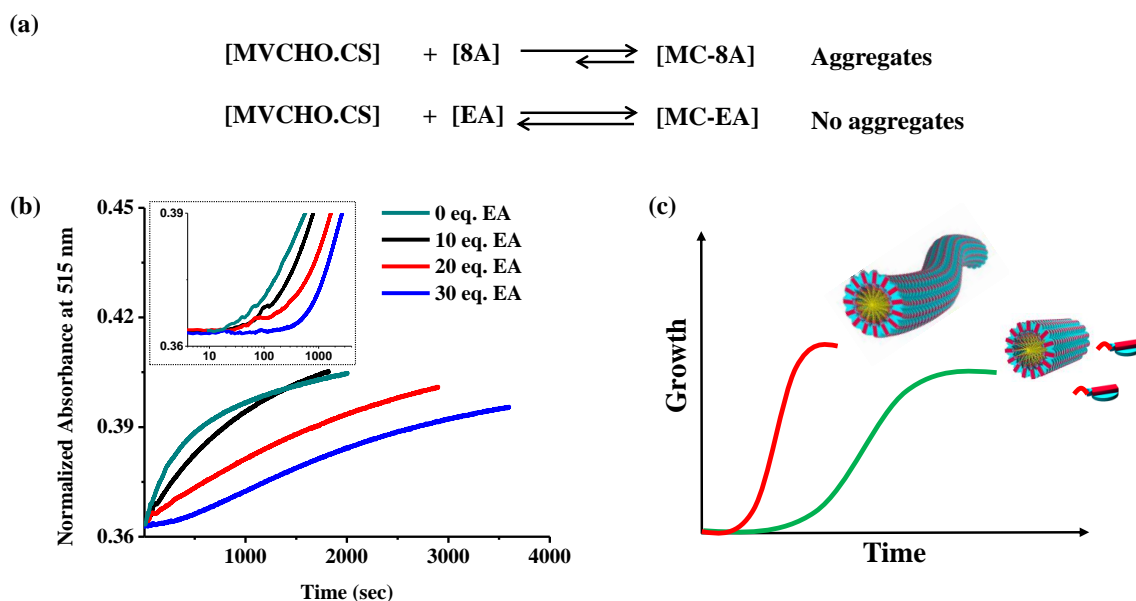 (a)
[MVCHO.CS] + [8A] [MC-8A] Aggregates
[MVCHO.CS] + [EA] [MC-EA] No aggregates
(b)
0.45
0.42
0.39
0.36
Normalized Absorbance at 515 nm
0.39
0.36
10 100 1000
0 eq. EA
10 eq. EA
20 eq. EA
30 eq. EA
1000 2000 3000 4000
Time (sec)
(c)
Growth
Time